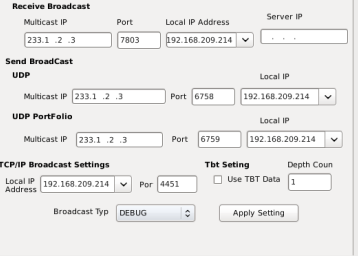 Receive Broadcast
Multicast IP Port Local IP Address Server IP
233.1 .2 .3 7803 192.168.209.214 . . .
Send BroadCast
UDP Local IP
Multicast IP 233.1 .2 .3 Port 6758 192.168.209.214
UDP PortFolio Local IP
Multicast IP 233.1 .2 .3 Port 6759 192.168.209.214
TCP/IP Broadcast Settings Tbt Seting Depth Coun
Local IP Address 192.168.209.214 Por 4451 Use TBT Data 1
Broadcast Typ DEBUG Apply Setting